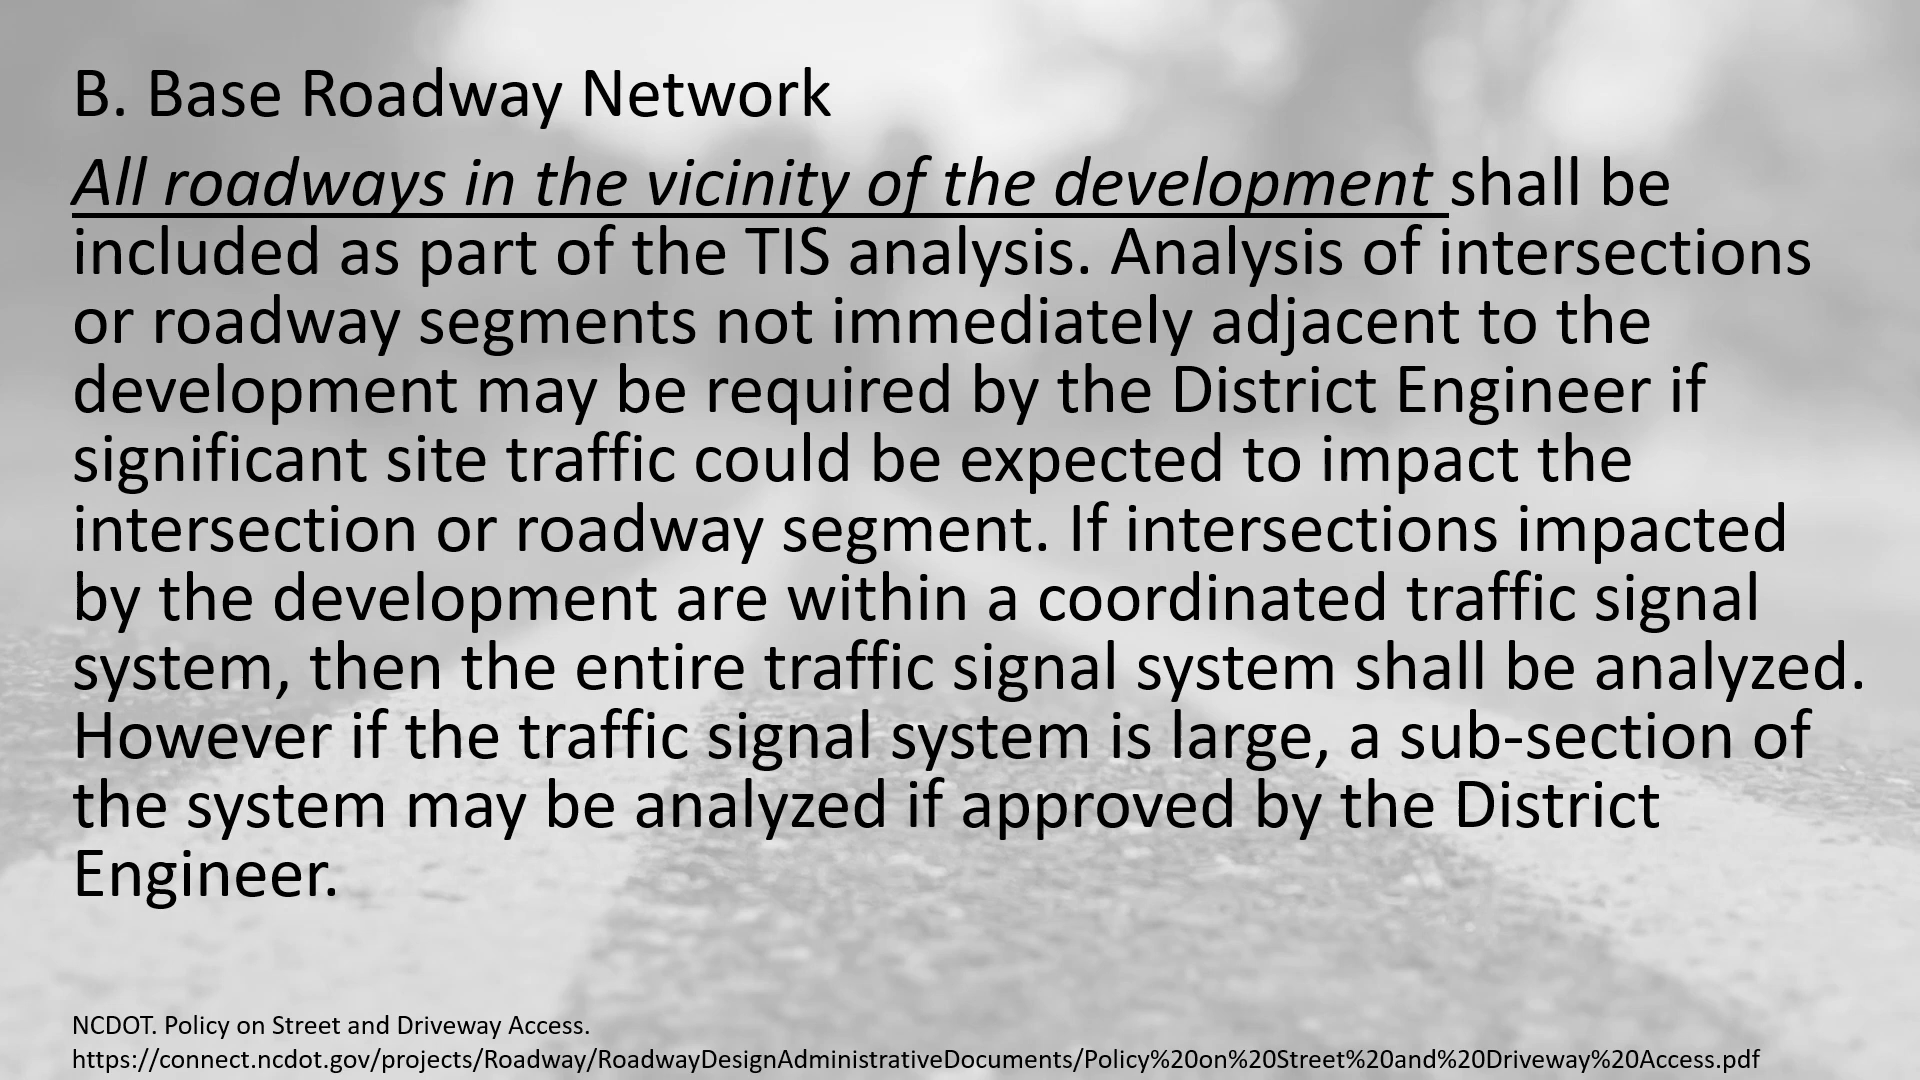 B. Base Roadway Network
All roadways in the vicinity of the development shall be
included as part of the TIS analysis. Analysis of intersections
or roadway segments not immediately adjacent to the
development may be required by the District Engineer if
significant site traffic could be expected to impact the
intersection or roadway segment. If intersections impacted
by the development are within a coordinated traffic signal
system, then the entire traffic signal system shall be analyzed.
However if the traffic signal system is large, a sub-section of
the system may be analyzed if approved by the District
Engineer.
NCDOT. Policy on Street and Driveway Access.
https://connect.ncdot.gov/projects/Roadway/RoadwayDesignAdministrativeDocuments/Policy%20on%20Street%20and%20Driveway%20Access.pdf